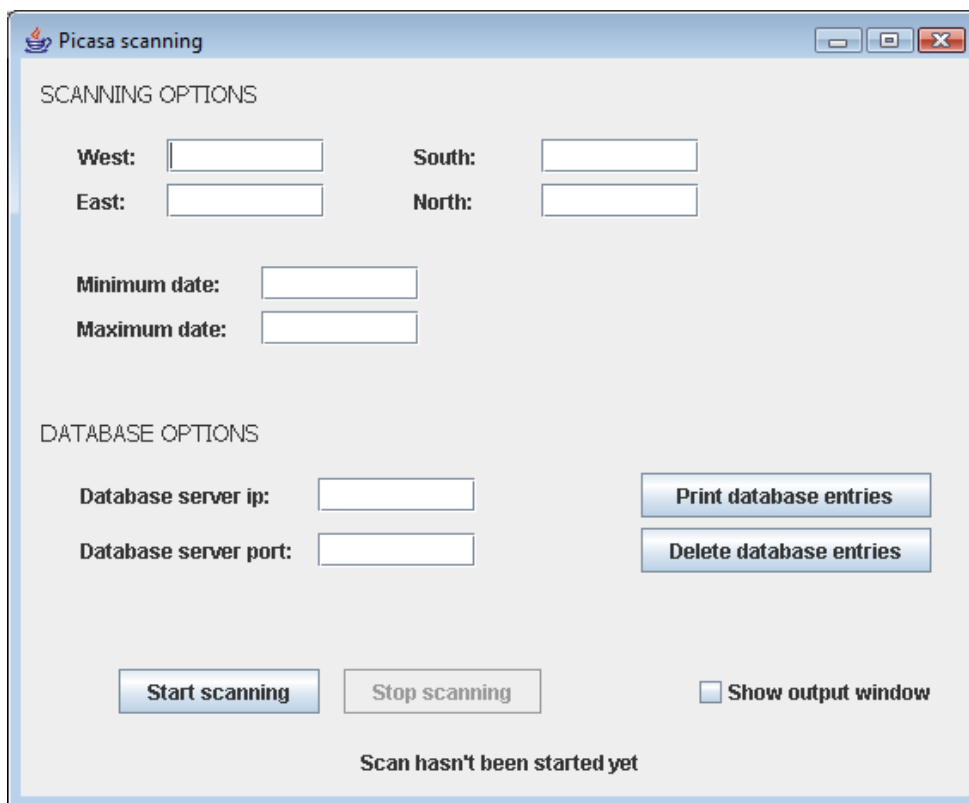 Picasa scanning
SCANNING OPTIONS
West: South:
East: North:
Minimum date:
Maximum date:
DATABASE OPTIONS
Database server ip: Print database entries
Database server port: Delete database entries
Start scanning Stop scanning Show output window
Scan hasn't been started yet